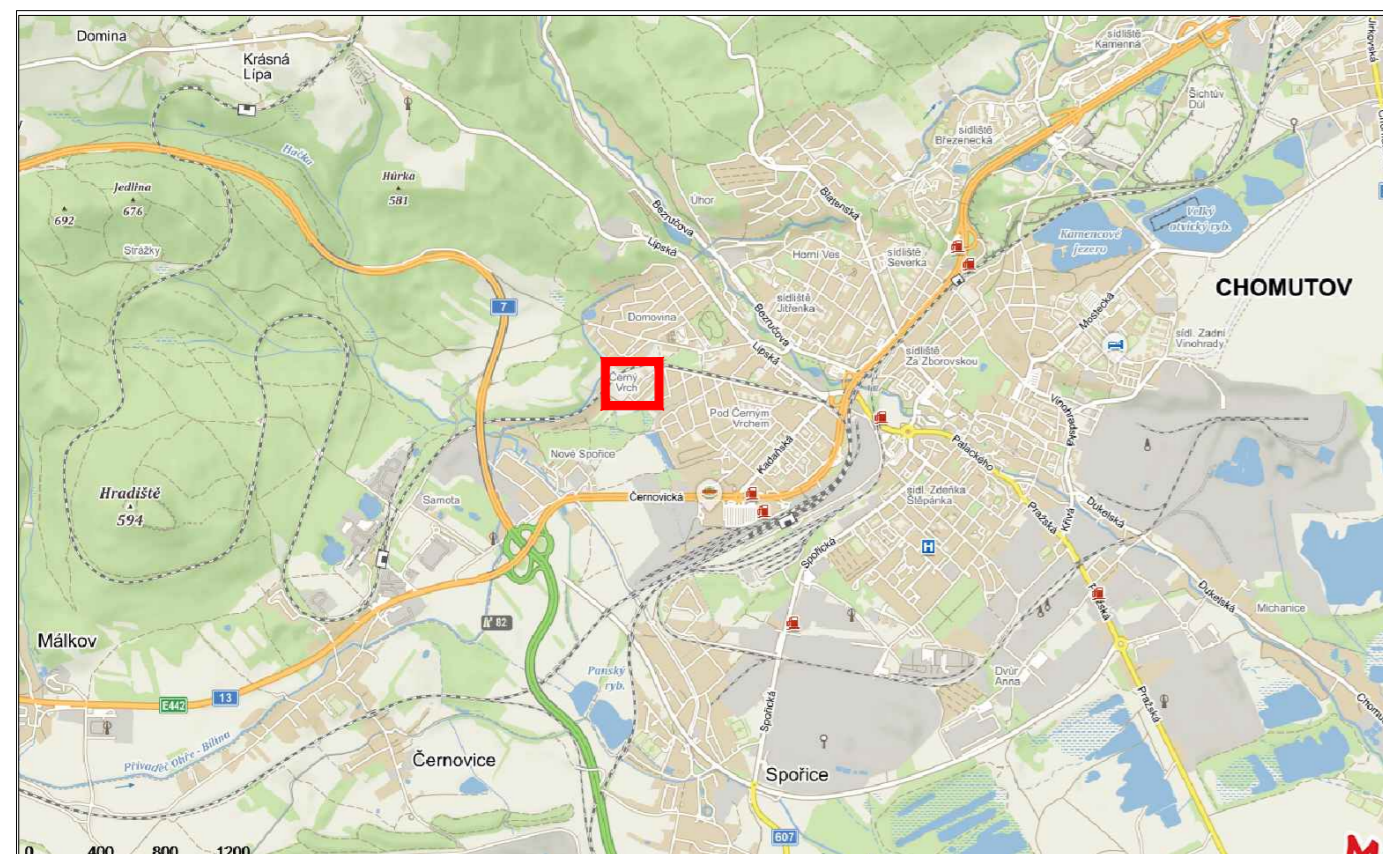 Domina
Krásná
Lípa
sídliště
Kamenná
Jirkovská
Šichtův
Důl
sídliště
Březenecká
Hačka
Hůrka
581
Jedlina
676
692
Strážky
Úhor
Blatenská
Bezručova
Lipská
Velký
otvický ryb.
Kamencové
jezero
Horní Ves
sídliště
Severka
CHOMUTOV
7
sídliště
Jitřenka
Domovina
Bezručova
Mostecká
Lipská
sídl. Zadní
Vinohrady
sídliště
Za Zborovskou
Černý
Vrch
Pod Černým
Vrchem
Vinohradská
Kadaňská
Palackého
Nové Spořice
Hradiště
594
Samota
Černovická
sídl. Zdeňka
Štěpánka
Pražská
Křivá
Dukelská
H
Spořická
Pražská
Dukelská
Michanice
82
Málkov
Panský
ryb.
Dvůr
Anna
E442
13
Spořická
Pražská
Přivaděč Ohře - Bílina
Černovice
Spořice
607
0 400 800 1200
M